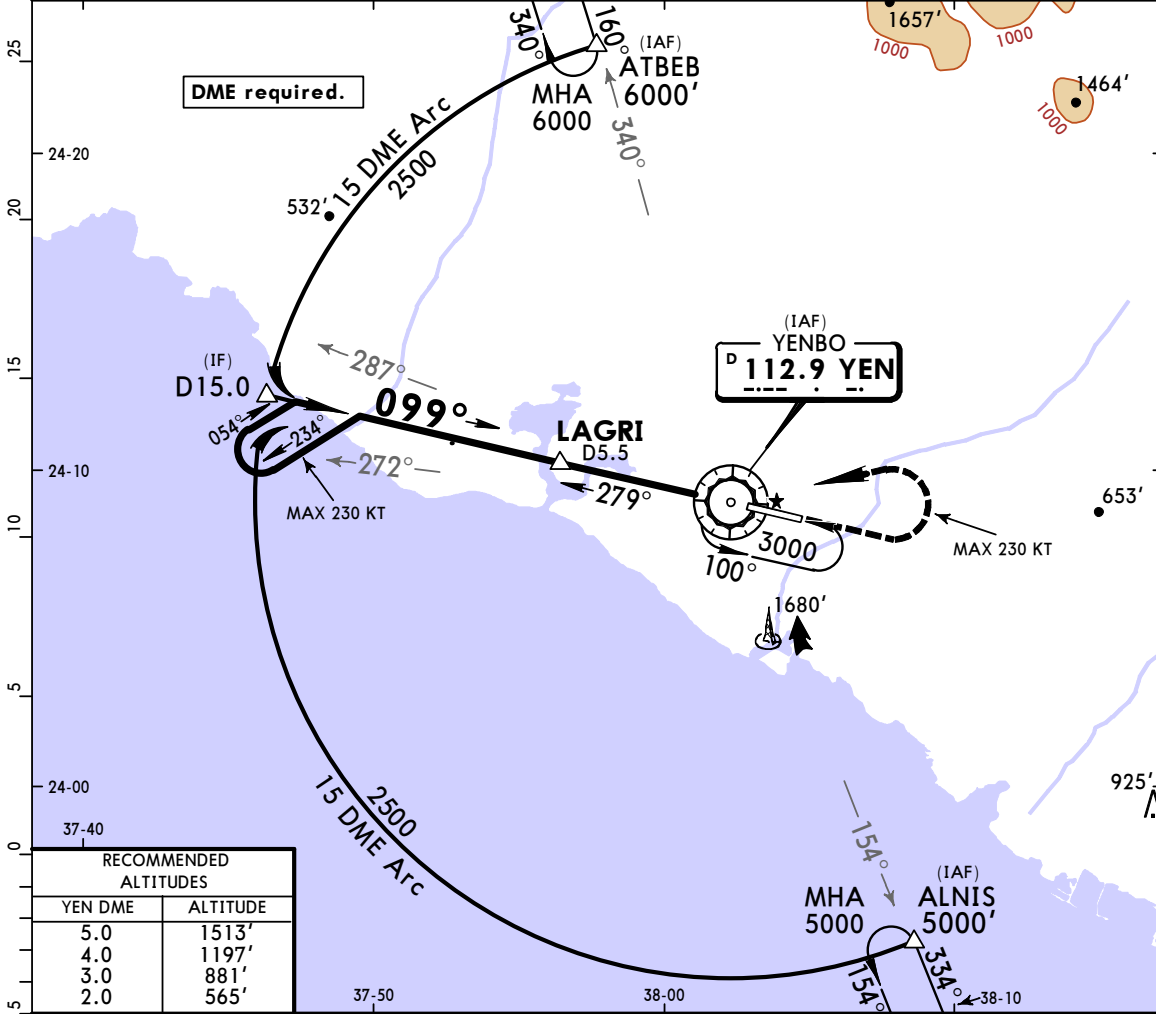 25
24-20
20
15
24-10
10
5
24-00
0
5
37-40
37-50
38-00
38-10
DME required.
340°
160°
(IAF)
ATBEB
6000'
MHA
6000
340°
1657'
1000
1000
1464'
1000
15 DME Arc
2500
532'
(IF)
D15.0
287°
099°
054°
234°
272°
MAX 230 KT
LAGRI
D5.5
279°
(IAF)
YENBO
D 112.9 YEN
-.-- . -.
653'
3000
100°
MAX 230 KT
1680'
2500
15 DME Arc
925'
154°
MHA
5000
(IAF)
ALNIS
5000'
154°
334°
RECOMMENDED
ALTITUDES
YEN DME ALTITUDE
5.0 1513'
4.0 1197'
3.0 881'
2.0 565'